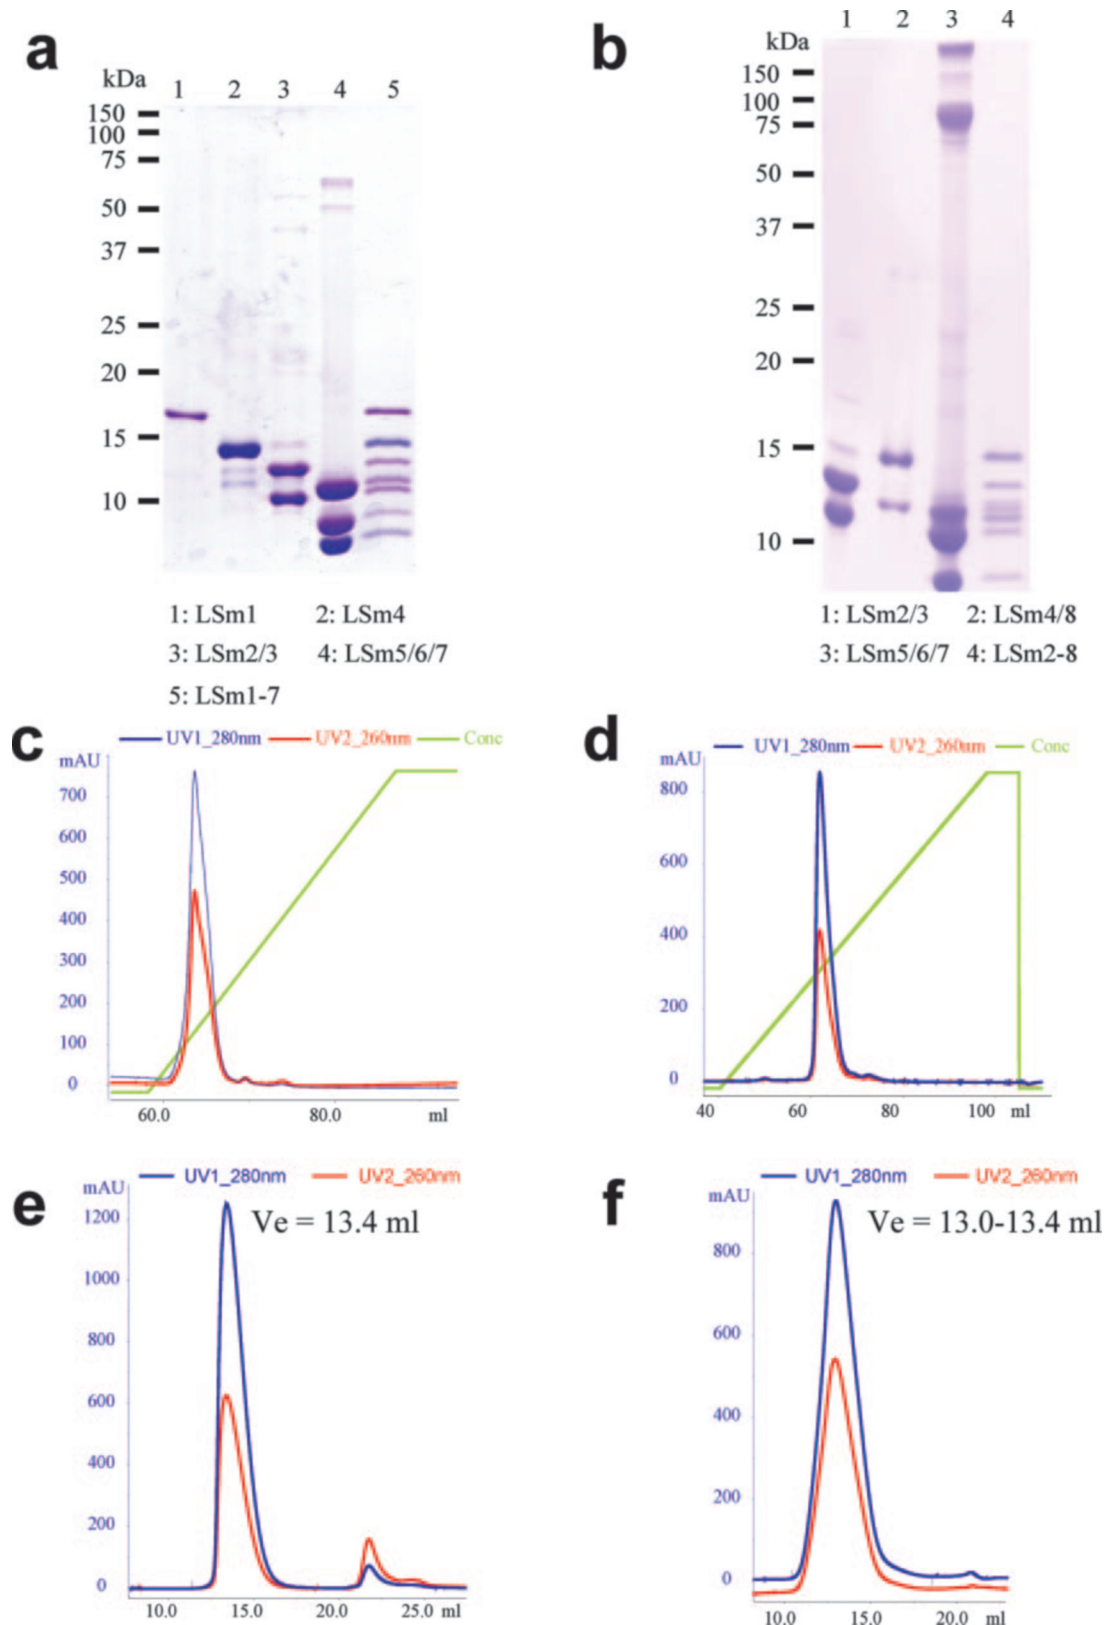 a
kDa
1 2 3 4 5
150
100
75
50
37
25
20
15
10
1: LSm1 2: LSm4
3: LSm2/3 4: LSm5/6/7
5: LSm1-7
b
kDa
1 2 3 4
150
100
75
50
37
25
20
15
10
1: LSm2/3 2: LSm4/8
3: LSm5/6/7 4: LSm2-8
c
UV1_280nm UV2_260nm Conc
mAU
700
600
500
400
300
200
100
0
60.0 80.0 ml
d
UV1_280nm UV2_260nm Conc
mAU
800
600
400
200
0
40 60 80 100 ml
e
UV1_280nm UV2_260nm
mAU
Ve = 13.4 ml
1200
1000
800
600
400
200
0
10.0 15.0 20.0 25.0 ml
f
UV1_280nm UV2_260nm
mAU
Ve = 13.0-13.4 ml
800
600
400
200
0
10.0 15.0 20.0 ml